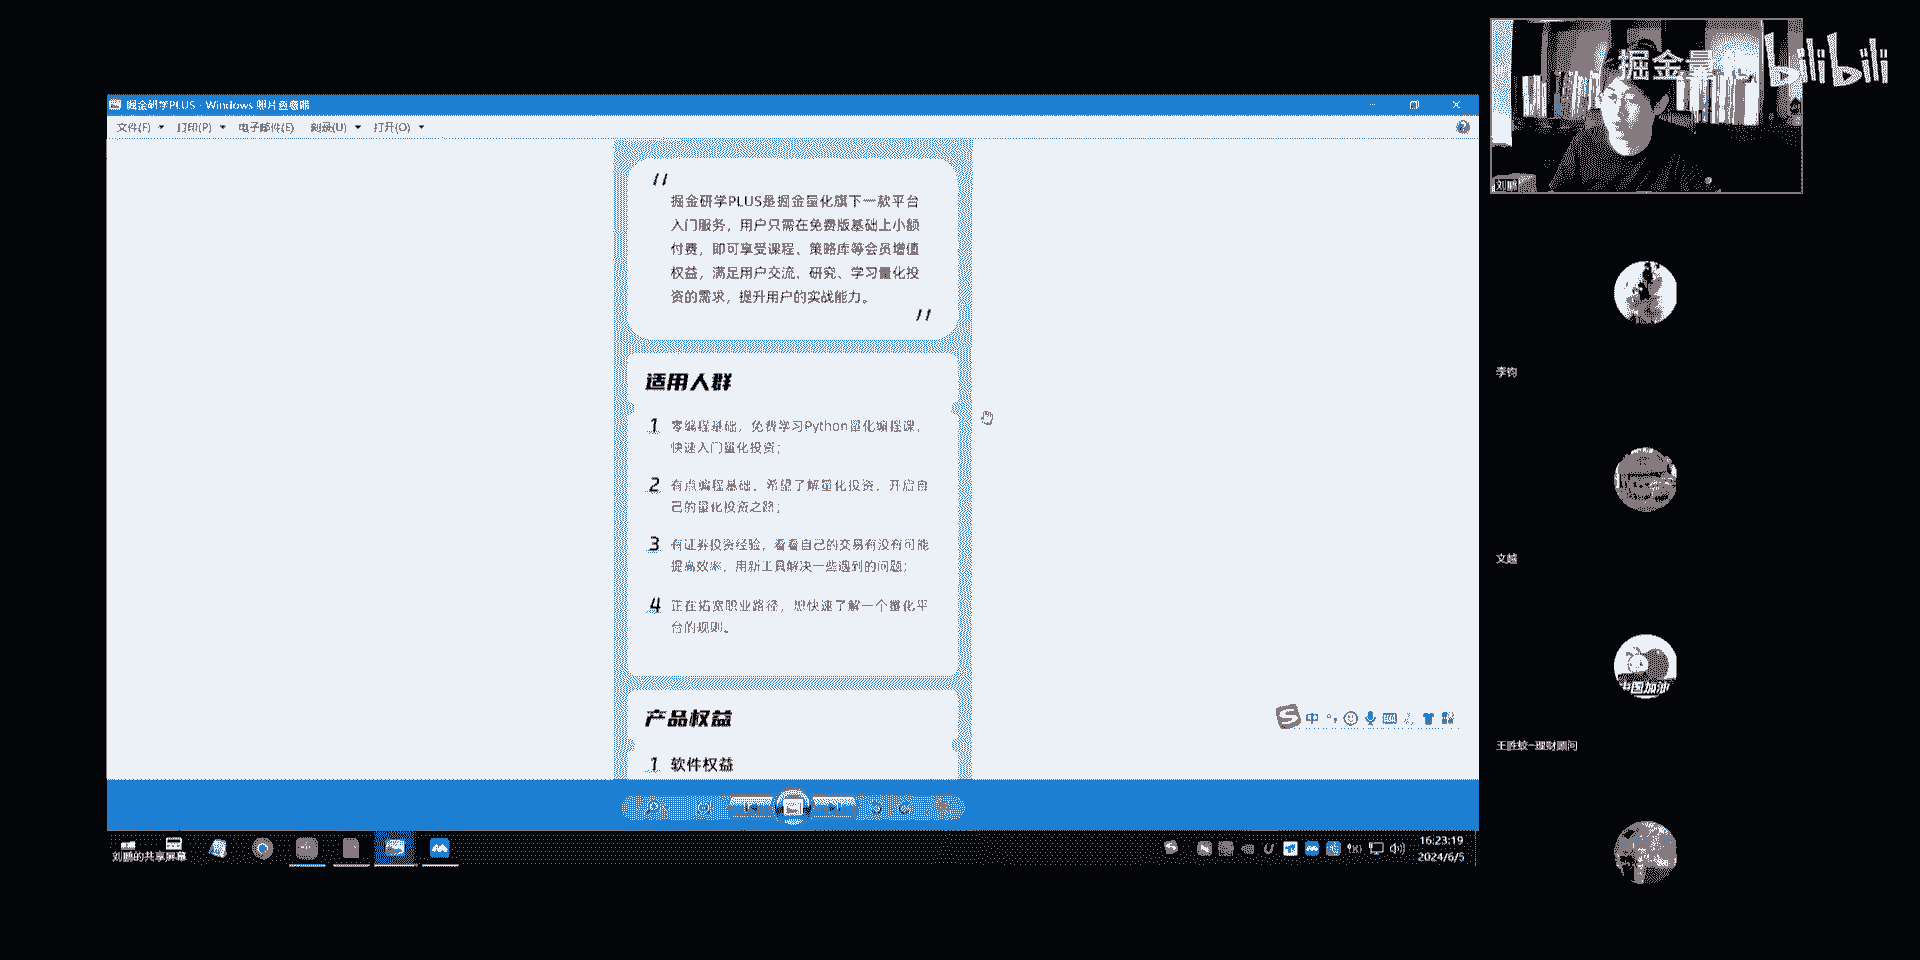 掘金研学PLUS - Windows 照片查看器
文件(F) 打印(P) 电子邮件(E) 刻录(U) 打开(O)
掘金研学PLUS是掘金量化旗下一款平台
入门服务，用户只需在免费版基础上小额
付费，即可享受课程、策略库等会员增值
权益，满足用户交流、研究、学习量化投
资的需求，提升用户的实战能力。
适用人群
1 零编程基础，免费学习Python量化编程课，
快速入门量化投资；
2 有点编程基础，希望了解量化投资，开启自
己的量化投资之路；
3 有证券投资经验，看看自己的交易有没有可能
提高效率，用新工具解决一些遇到的问题；
4 正在拓宽职业路径，想快速了解一个量化平
台的规则。
产品权益
1 软件权益
中
刘鹏的共享屏幕
16:23:19
2024/6/5
掘金量
bilibili
刘鹏
李钧
文越
中国加油
理财顾问